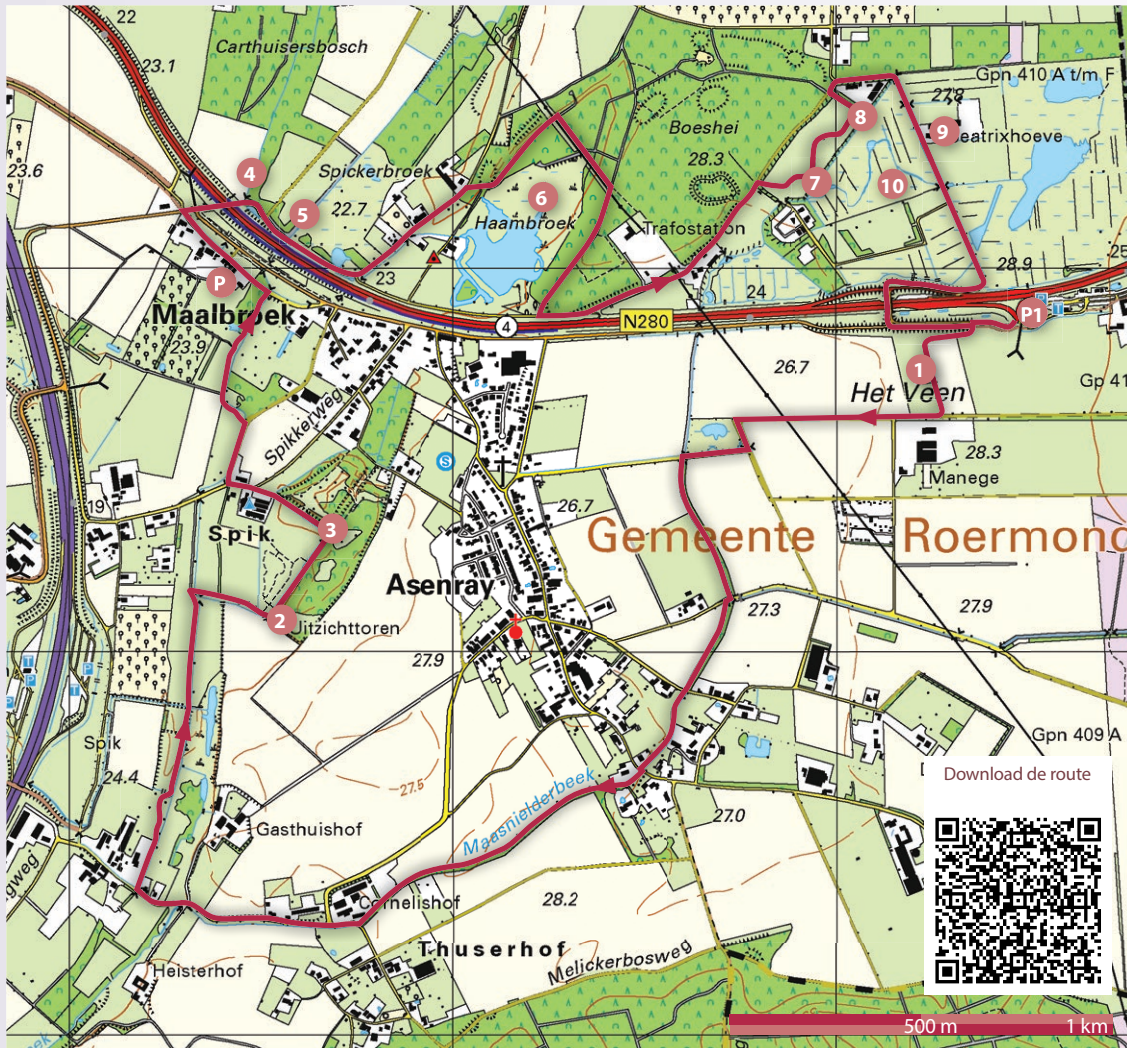 22
Carthuisersbosch
23.1
Gpn 410 A t/m F
27.8
8
9
Beatrixhoeve
Boeshei
28.3
23.6
4
Spickerbroek
5
22.7
6
Haambroek
7
10
Trafostation
P
23
24
28.9
25
Maalbroek
4
N280
P1
P
T
23.9
26.7
1
Het Veen
Gp 41
Spikkerweg
S
28.3
Manege
19
26.7
Spik
3
Gemeente Roermond
Asenray
2
Uitzichttoren
27.3
27.9
27.9
T
P
P
P
T
Spik
Gpn 409 A
24.4
27.5
Maasnielderbeek
27.0
Download de route
Gasthuishof
gweg
Cornelishof
28.2
Thuserhof
Melickerbosweg
Heisterhof
500 m
1 km